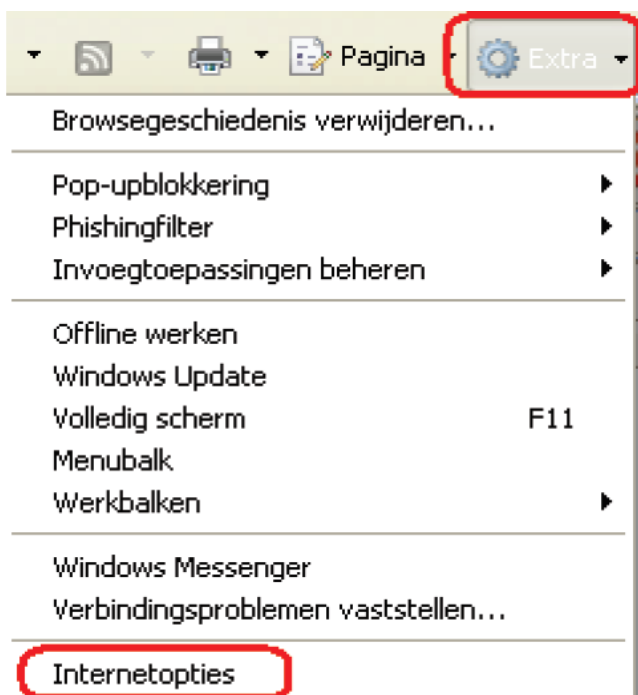 Pagina Extra
Browsegeschiedenis verwijderen...
Pop-upblokkering
Phishingfilter
Invoegtoepassingen beheren
Offline werken
Windows Update
Volledig scherm F11
Menubalk
Werkbalken
Windows Messenger
Verbindingsproblemen vaststellen...
Internetopties